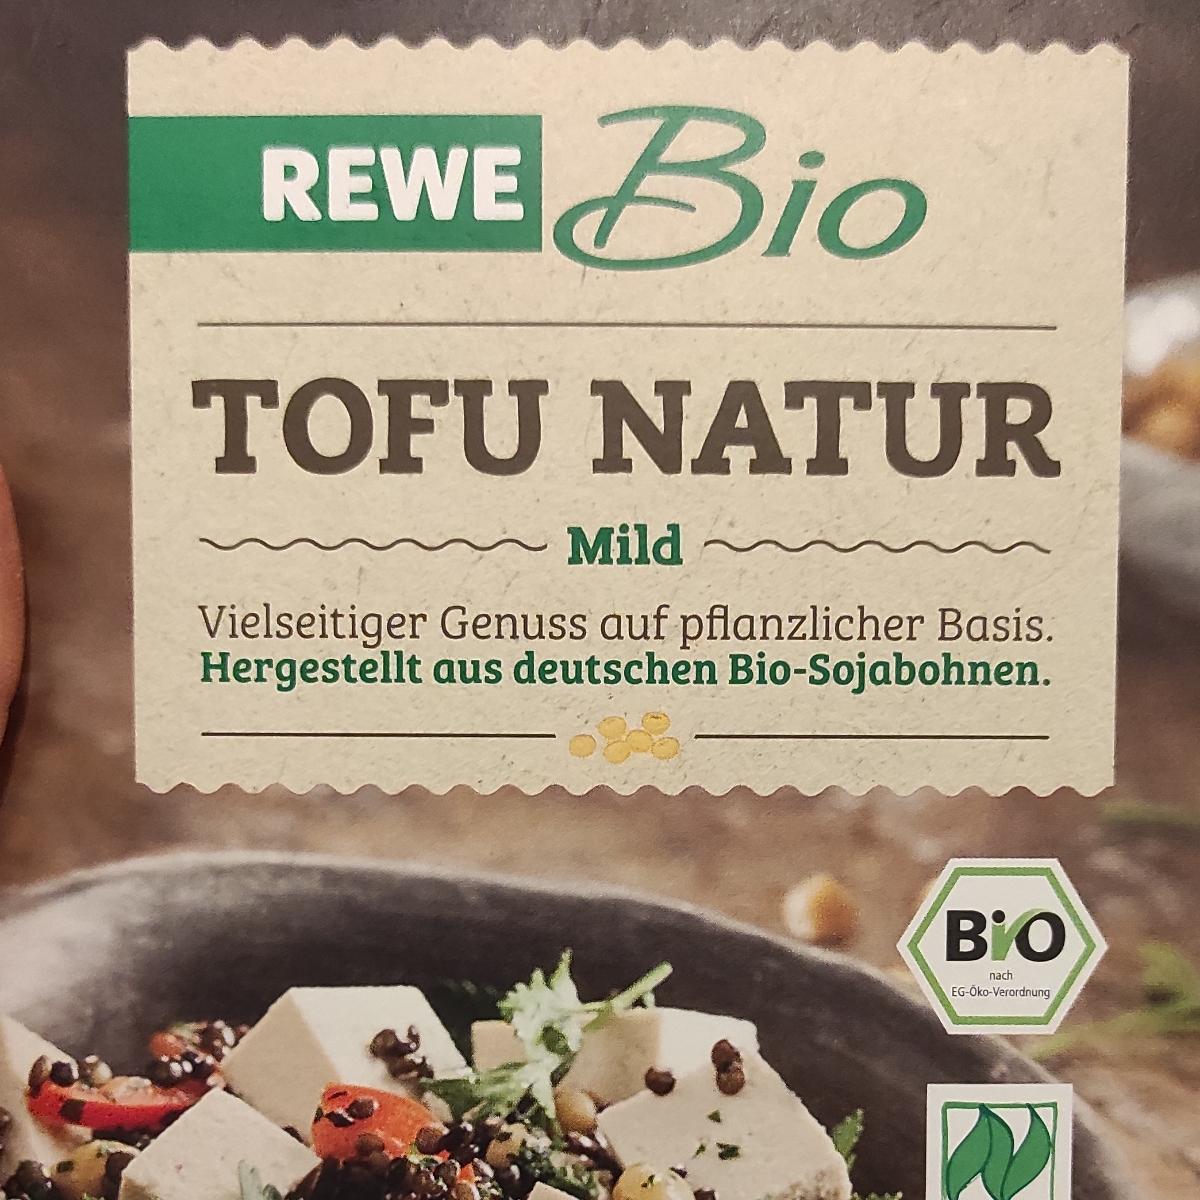 REWE Bio
TOFU NATUR
Mild
Vielseitiger Genuss auf pflanzlicher Basis.
Hergestellt aus deutschen Bio-Sojabohnen.
BiO
nach
EG-Öko-Verordnung